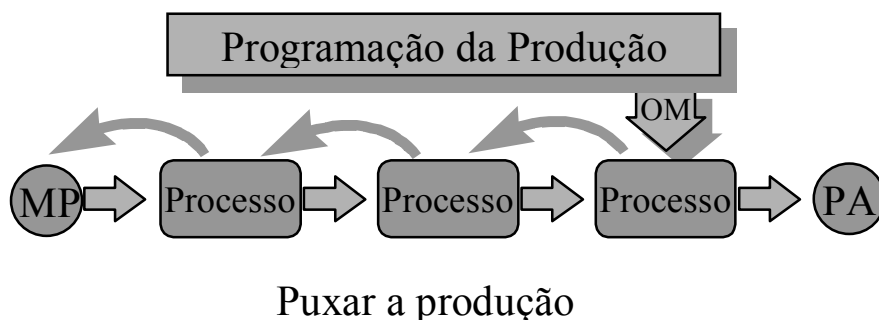 Programação da Produção
OM
MP
Processo
Processo
Processo
PA
Puxar a produção